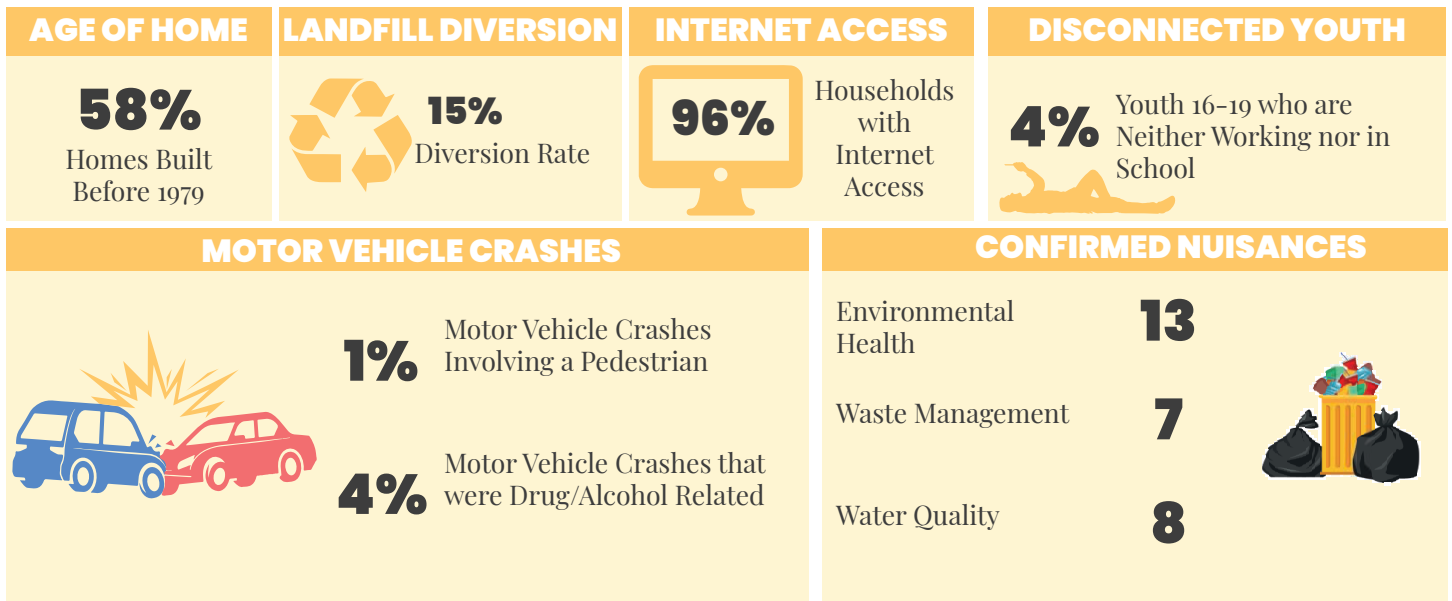 AGE OF HOME
58%
Homes Built
Before 1979
LANDFILL DIVERSION
15%
Diversion Rate
INTERNET ACCESS
96%
Households
with
Internet
Access
DISCONNECTED YOUTH
4%
Youth 16-19 who are
Neither Working nor in
School
MOTOR VEHICLE CRASHES
1%
Motor Vehicle Crashes
Involving a Pedestrian
4%
Motor Vehicle Crashes that
were Drug/Alcohol Related
CONFIRMED NUISANCES
Environmental
Health
13
Waste Management
7
Water Quality
8